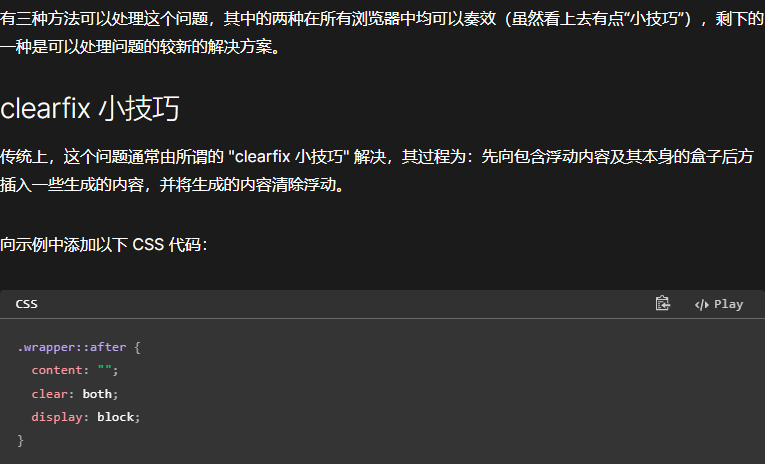 有三种方法可以处理这个问题，其中的两种在所有浏览器中均可以奏效（虽然看上去有点“小技巧”），剩下的
一种是可以处理问题的较新的解决方案。
clearfix 小技巧
传统上，这个问题通常由所谓的 "clearfix 小技巧" 解决，其过程为：先向包含浮动内容及其本身的盒子后方
插入一些生成的内容，并将生成的内容清除浮动。
向示例中添加以下 CSS 代码：
CSS Play
.wrapper::after {
  content: "";
  clear: both;
  display: block;
}